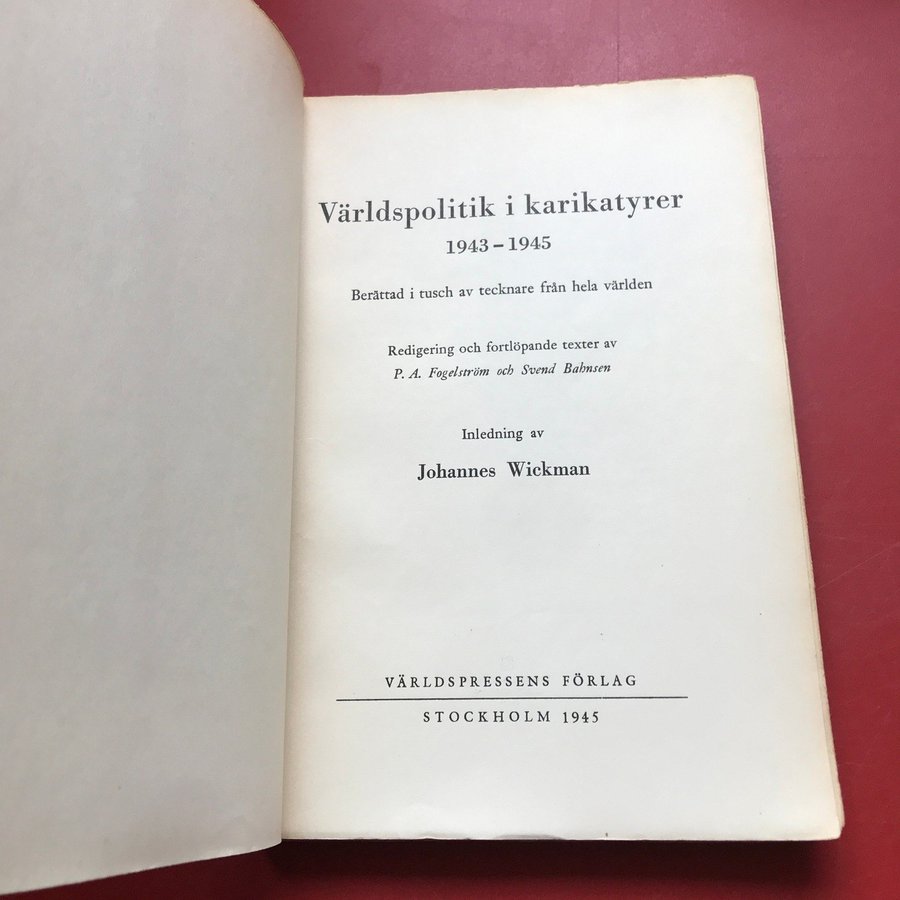 Världspolitik i karikatyrer
1943–1945
Berättad i tusch av tecknare från hela världen
Redigering och fortlöpande texter av
P. A. Fogelström och Svend Bahnsen
Inledning av
Johannes Wickman
VÄRLDSPRESSENS FÖRLAG
STOCKHOLM 1945